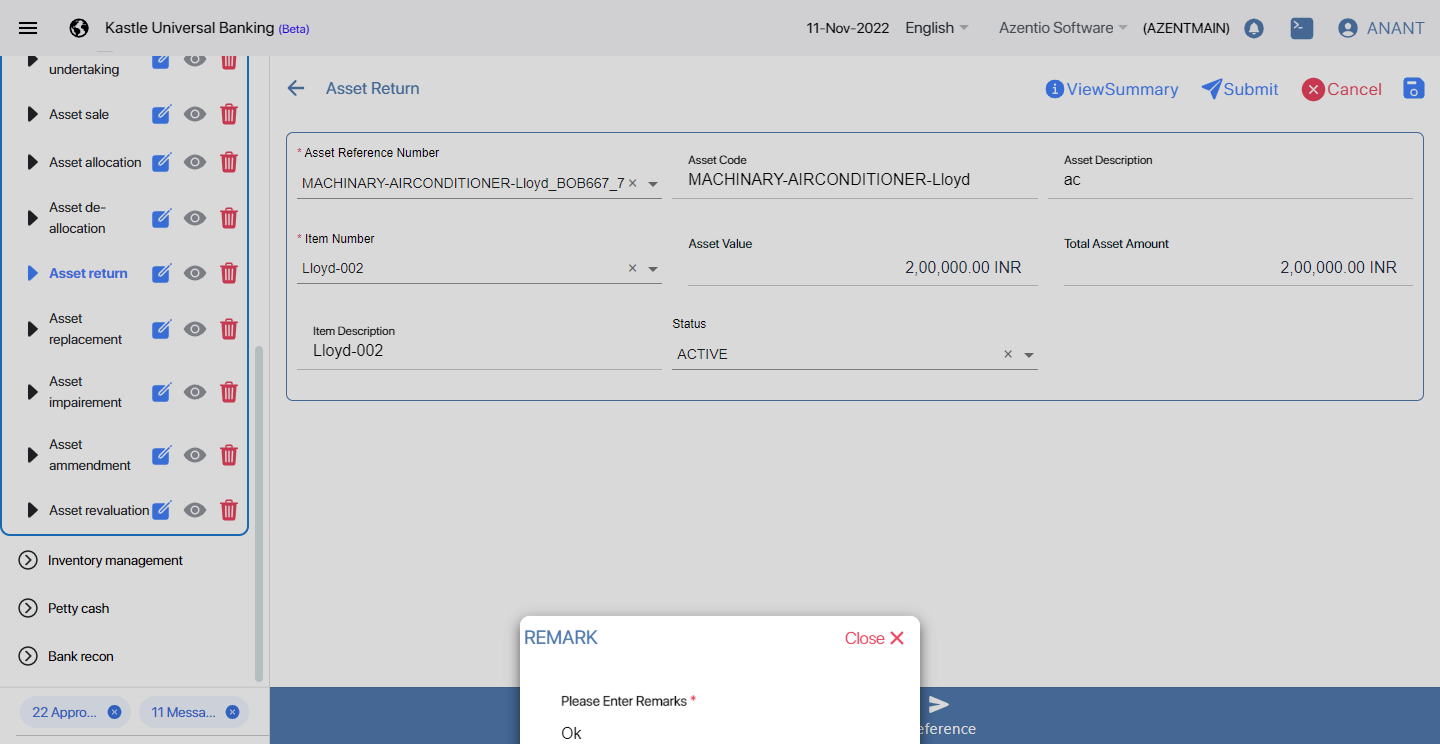 Kastle Universal Banking (Beta)
11-Nov-2022
English
Azentio Software
(AZENTMAIN)
ANANT
undertaking
Asset sale
Asset allocation
Asset de-
allocation
Asset return
Asset
replacement
Asset
impairement
Asset
ammendment
Asset revaluation
Inventory management
Petty cash
Bank recon
22 Appro...
11 Messa...
Asset Return
ViewSummary
Submit
Cancel
* Asset Reference Number
MACHINARY-AIRCONDITIONER-Lloyd_BOB667_7
Asset Code
MACHINARY-AIRCONDITIONER-Lloyd
Asset Description
ac
* Item Number
Lloyd-002
Asset Value
2,00,000.00 INR
Total Asset Amount
2,00,000.00 INR
Item Description
Lloyd-002
Status
ACTIVE
REMARK
Close
Please Enter Remarks *
Ok
eference